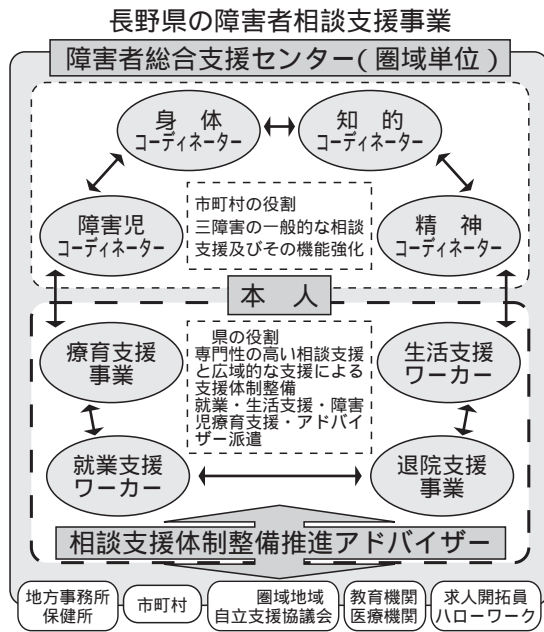 長野県の障害者相談支援事業
障害者総合支援センター(圏域単位)
身 体
コーディネーター
知 的
コーディネーター
障害児
コーディネーター
市町村の役割
三障害の一般的な相談
支援及びその機能強化
精 神
コーディネーター
本 人
療育支援
事業
県の役割
専門性の高い相談支援
と広域的な支援による
支援体制整備
就業・生活支援・障害
児療育支援・アドバイ
ザー派遣
生活支援
ワーカー
就業支援
ワーカー
退院支援
事業
相談支援体制整備推進アドバイザー
地方事務所
保健所
市町村
圏域地域
自立支援協議会
教育機関
医療機関
求人開拓員
ハローワーク